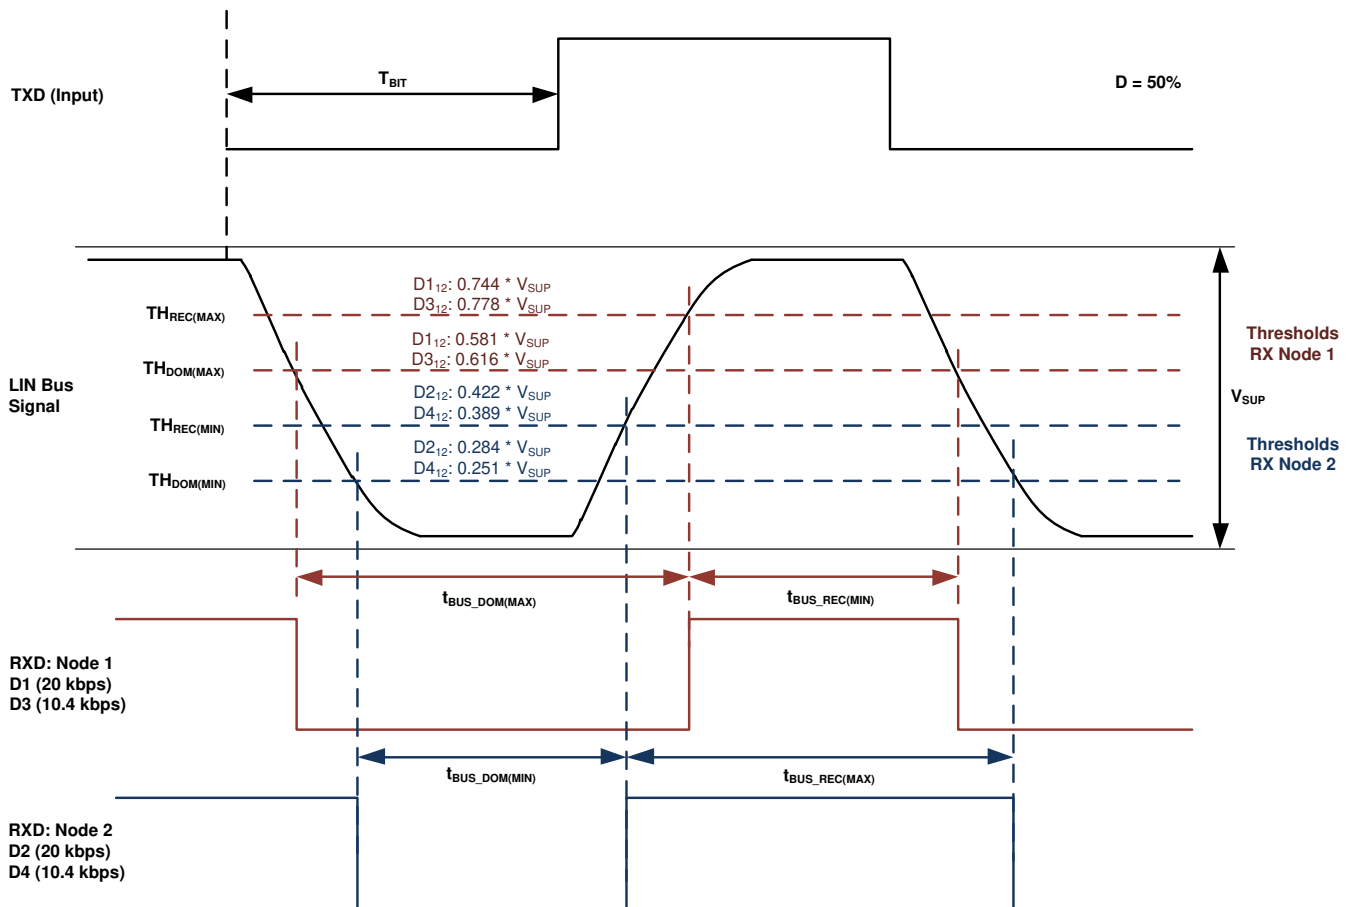 T_BIT
TXD (Input)
D = 50%
D1₁₂: 0.744 * V_SUP
D3₁₂: 0.778 * V_SUP
TH_REC(MAX)
D1₁₂: 0.581 * V_SUP
D3₁₂: 0.616 * V_SUP
TH_DOM(MAX)
Thresholds
RX Node 1
LIN Bus
Signal
D2₁₂: 0.422 * V_SUP
D4₁₂: 0.389 * V_SUP
V_SUP
TH_REC(MIN)
D2₁₂: 0.284 * V_SUP
D4₁₂: 0.251 * V_SUP
TH_DOM(MIN)
Thresholds
RX Node 2
t_BUS_DOM(MAX)
t_BUS_REC(MIN)
RXD: Node 1
D1 (20 kbps)
D3 (10.4 kbps)
t_BUS_DOM(MIN)
t_BUS_REC(MAX)
RXD: Node 2
D2 (20 kbps)
D4 (10.4 kbps)